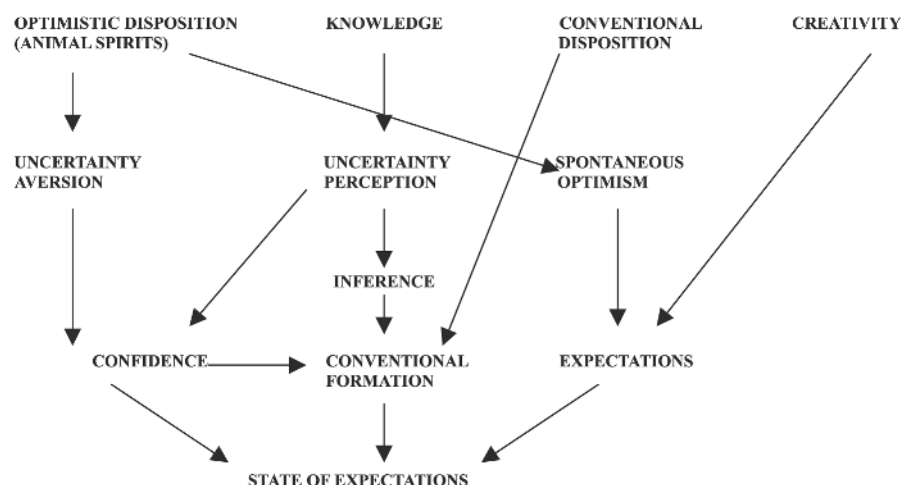 OPTIMISTIC DISPOSITION
(ANIMAL SPIRITS)
KNOWLEDGE
CONVENTIONAL
DISPOSITION
CREATIVITY
UNCERTAINTY
AVERSION
UNCERTAINTY
PERCEPTION
SPONTANEOUS
OPTIMISM
INFERENCE
CONFIDENCE
CONVENTIONAL
FORMATION
EXPECTATIONS
STATE OF EXPECTATIONS